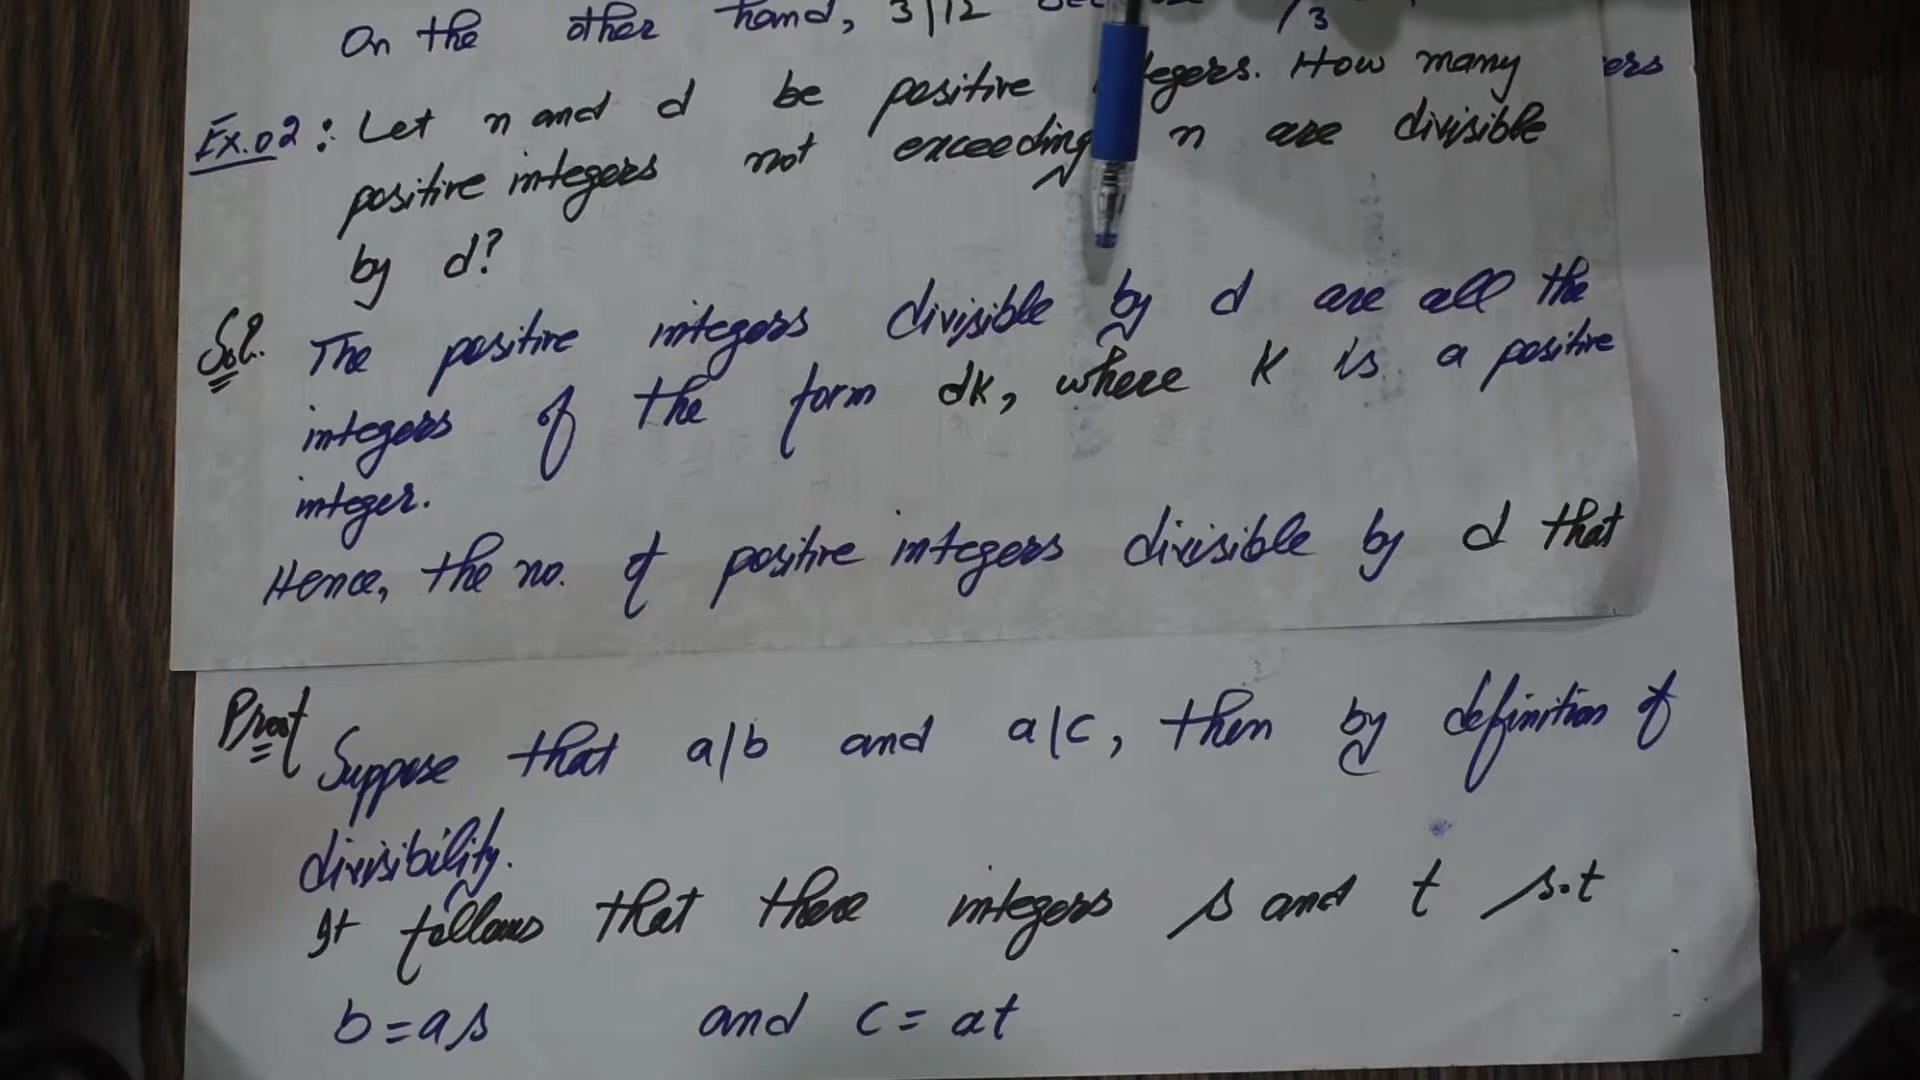 On the other hand, 3|12
/3
Ex.02: Let n and d be positive tegers. How many
ers
positive integers not exceeding n are divisible
by d?
Sol. The positive integers divisible by d are all the
integers of the form dk, where k is a positive
integer.
Hence, the no. of positive integers divisible by d that
Proof Suppose that a|b and a|c, then by definition of
divisibility.
It follows that there integers s and t s.t
b=as and c=at